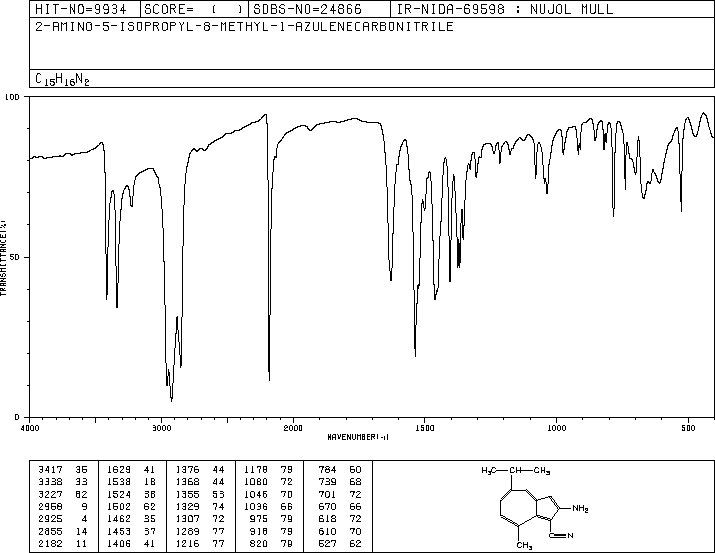 HIT-NO=9934 SCORE= ( ) SDBS-NO=24866 IR-NIDA-69598 : NUJOL MULL
2-AMINO-5-ISOPROPYL-8-METHYL-1-AZULENECARBONITRILE
C15H16N2
100
50
0
TRANSMITTANCE(%)
4000 3000 2000 1500 1000 500
WAVENUMBER(-1)
3417 36 1629 41 1376 44 1178 79 784 60
3338 33 1538 18 1368 44 1080 72 739 68
3227 62 1524 38 1355 53 1046 70 701 72
2958 9 1502 62 1329 74 1036 66 670 66
2925 4 1462 35 1307 72 975 79 618 72
2855 14 1453 37 1289 77 918 79 610 70
2182 11 1406 41 1216 77 820 79 527 62
H3C—CH—CH3
NH2
C≡N
CH3